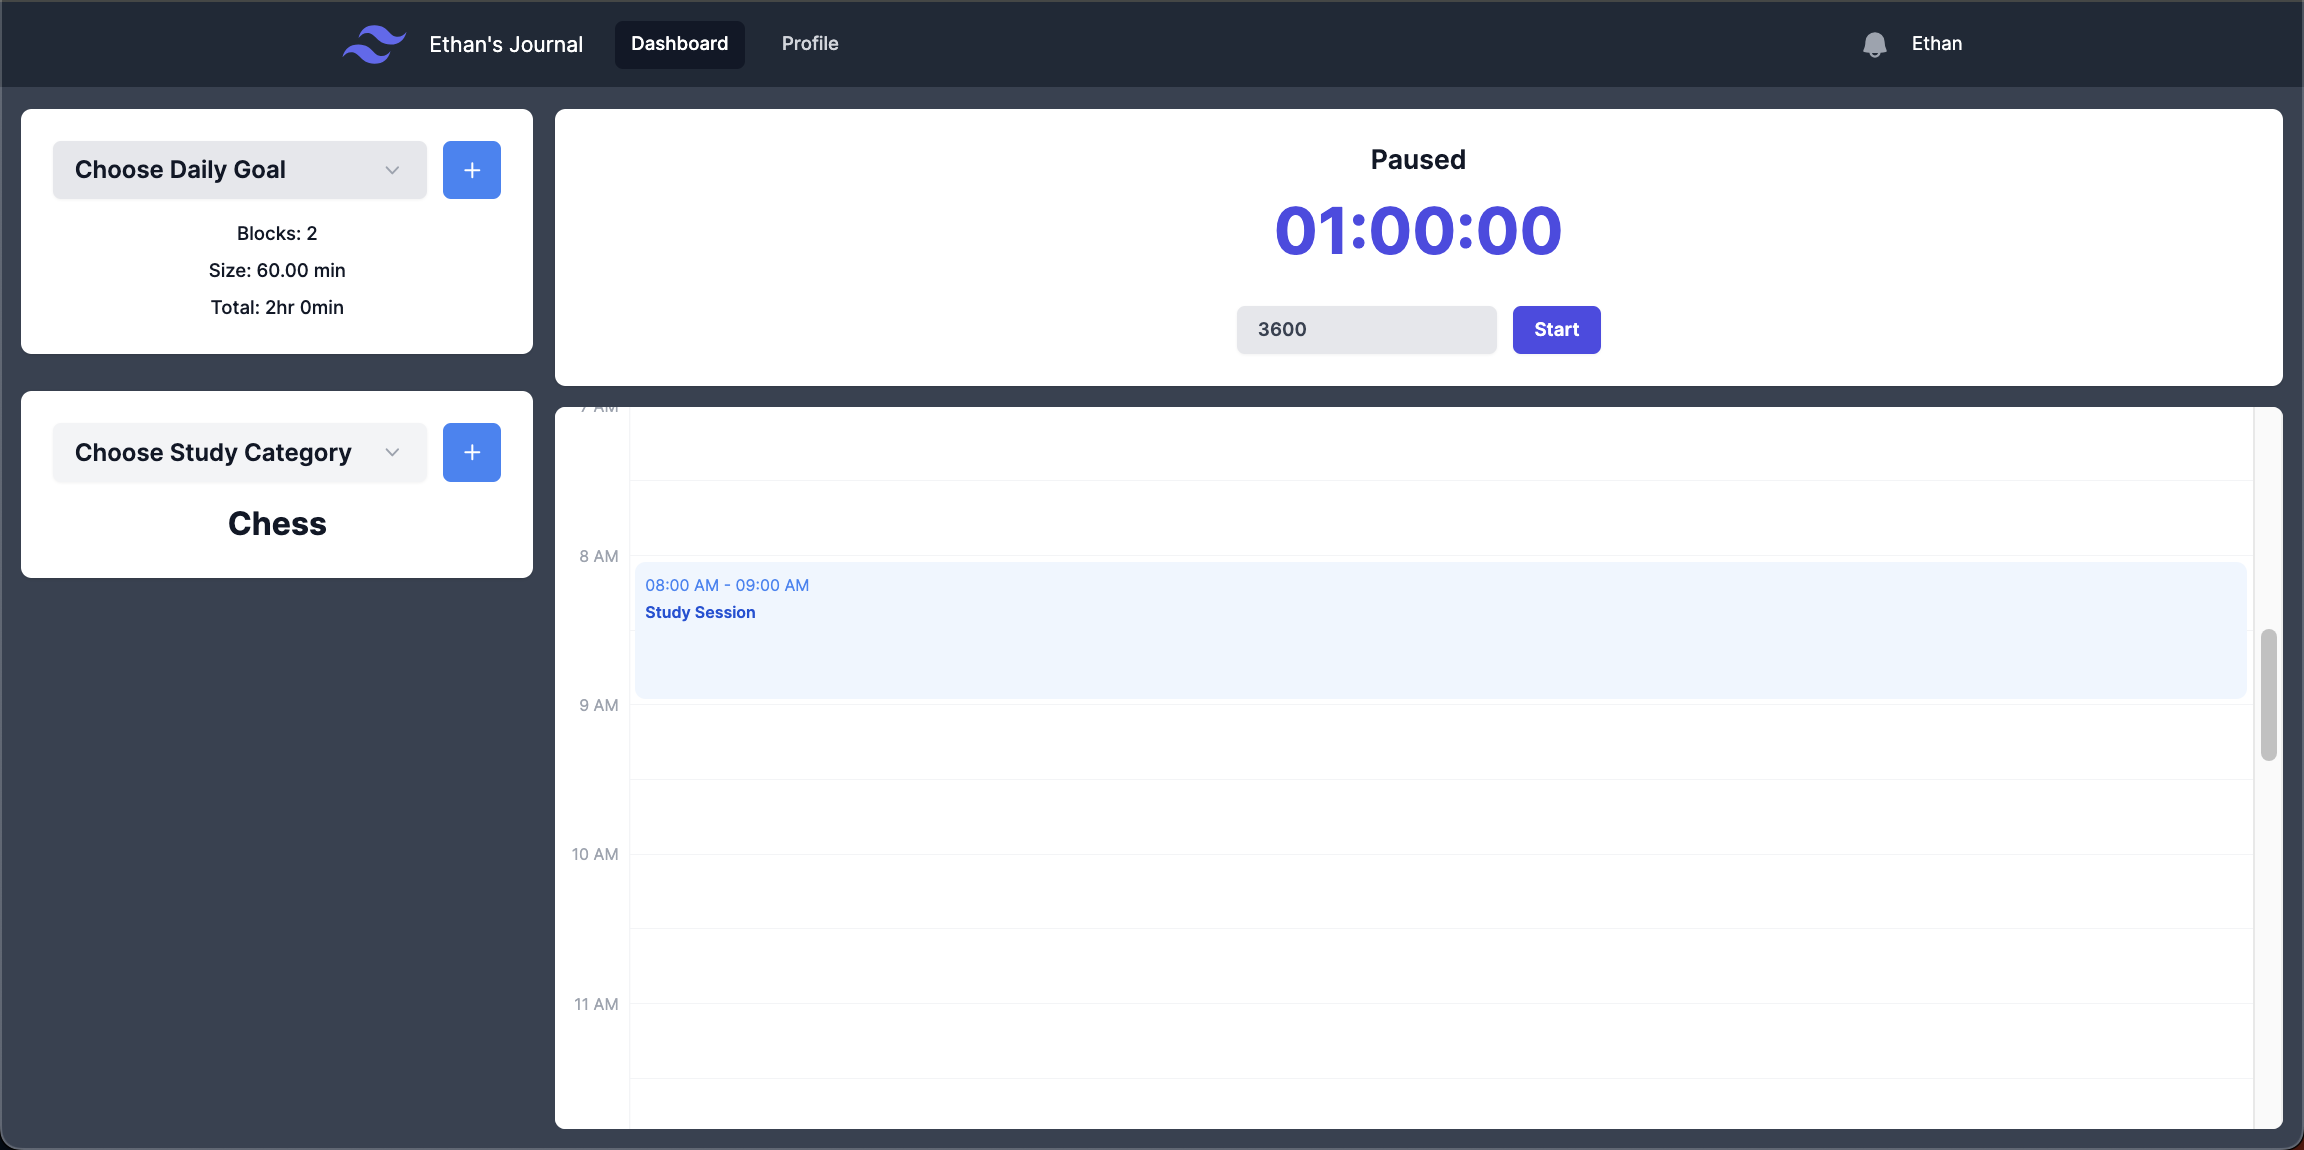 Ethan's Journal
Dashboard
Profile
Ethan
Choose Daily Goal
+
Blocks: 2
Size: 60.00 min
Total: 2hr 0min
Choose Study Category
+
Chess
Paused
01:00:00
3600
Start
7 AM
8 AM
08:00 AM - 09:00 AM
Study Session
9 AM
10 AM
11 AM